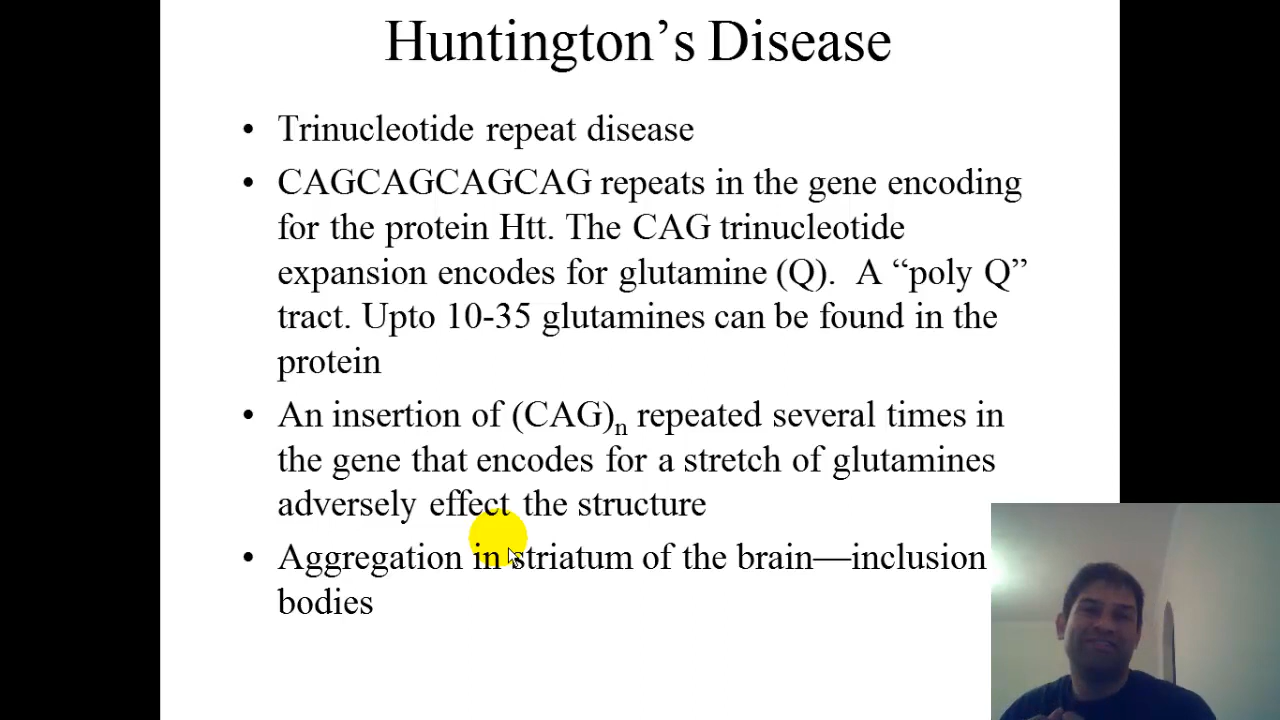 Huntington’s Disease
• Trinucleotide repeat disease
• CAGCAGCAGCAG repeats in the gene encoding
for the protein Htt. The CAG trinucleotide
expansion encodes for glutamine (Q).  A “poly Q”
tract. Upto 10-35 glutamines can be found in the
protein
• An insertion of (CAG)n repeated several times in
the gene that encodes for a stretch of glutamines
adversely effect the structure
• Aggregation in striatum of the brain—inclusion
bodies